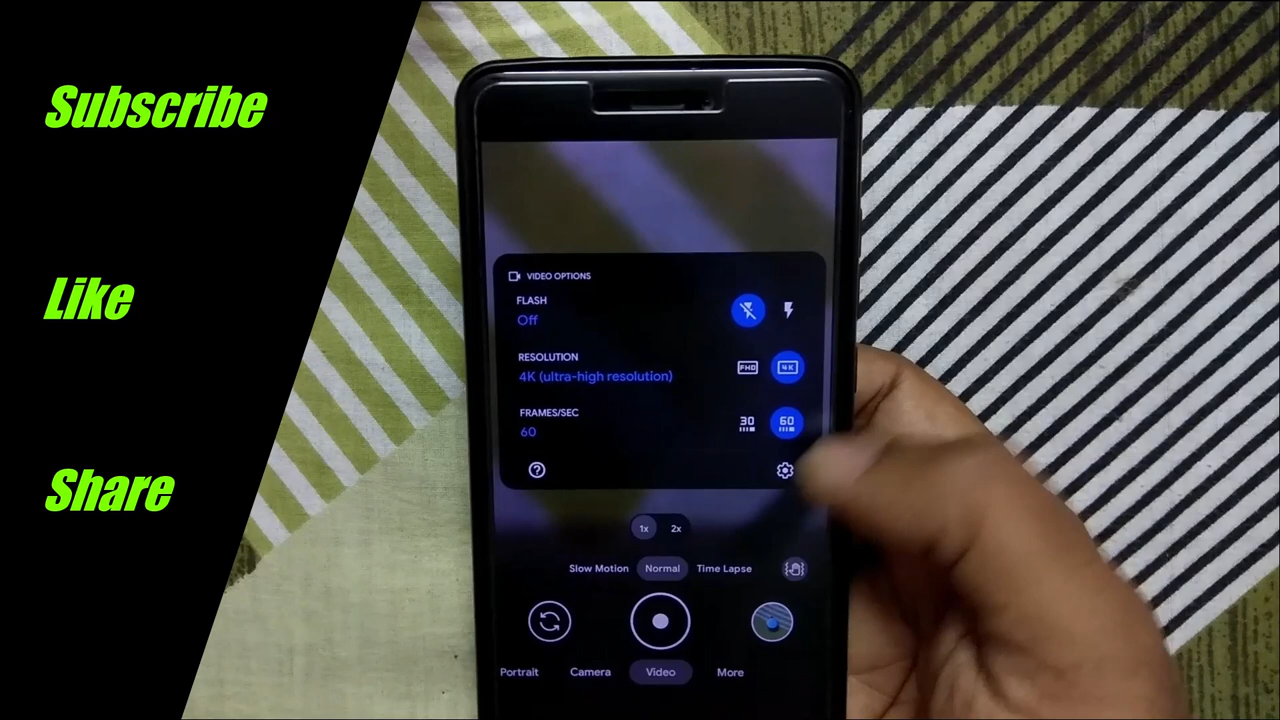 Subscribe
Like
Share
VIDEO OPTIONS
FLASH
Off
RESOLUTION
4K (ultra-high resolution)
FHD
4K
FRAMES/SEC
60
30
60
1x
2x
Slow Motion
Normal
Time Lapse
Portrait
Camera
Video
More